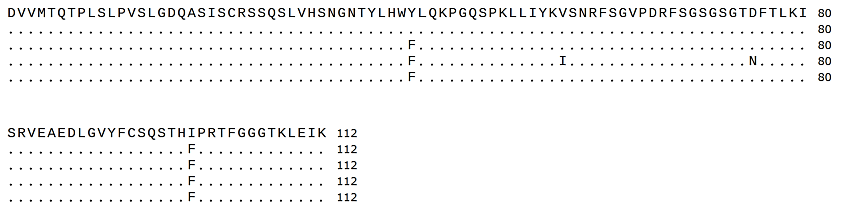 DVVMTQTPLSLPVSLGDQASISCRSSQSLVHSNGNTYLHWYLQKPGQSPKLLIYKVSNRFSGVPDRFSGSGSGTDFTLKI 80
................................................................................ 80
........................................F....................................... 80
........................................F..............I..................N..... 80
........................................F....................................... 80
SRVEAEDLGVYFCSQSTHIPRTFGGGTKLEIK 112
..................F............. 112
..................F............. 112
..................F............. 112
..................F............. 112